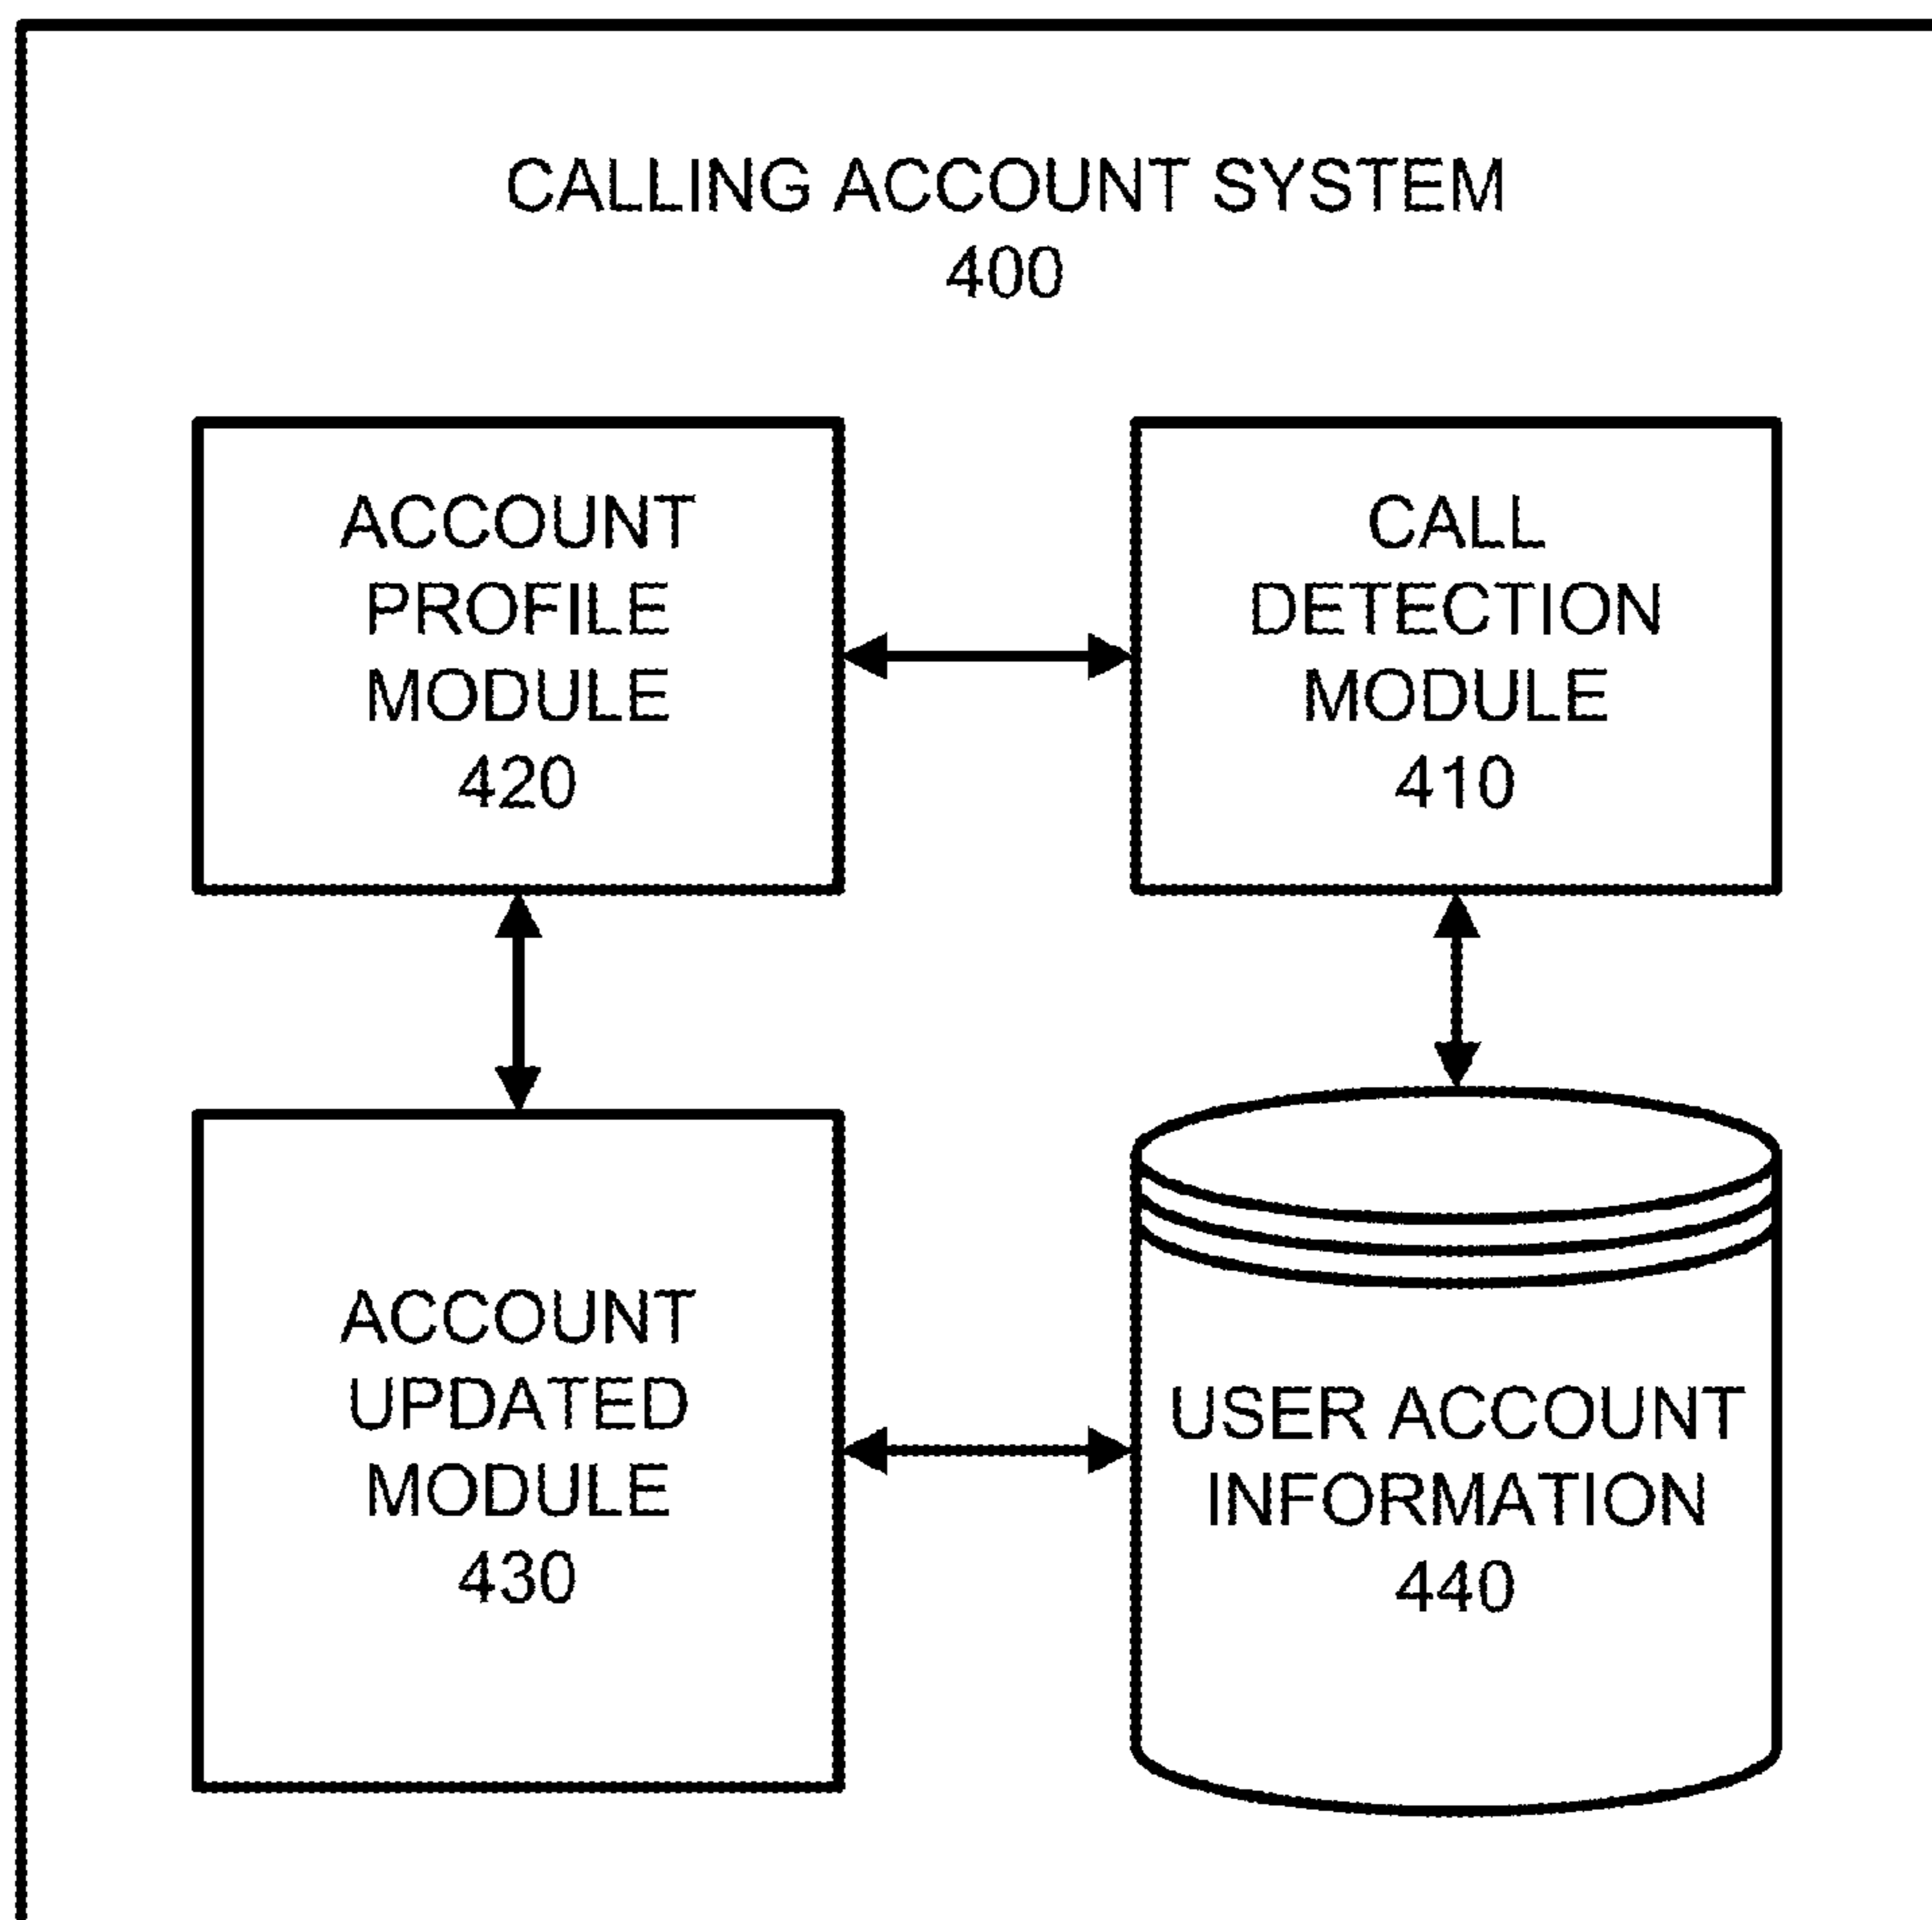 CALLING ACCOUNT SYSTEM
400
ACCOUNT
PROFILE
MODULE
420
CALL
DETECTION
MODULE
410
ACCOUNT
UPDATED
MODULE
430
USER ACCOUNT
INFORMATION
440